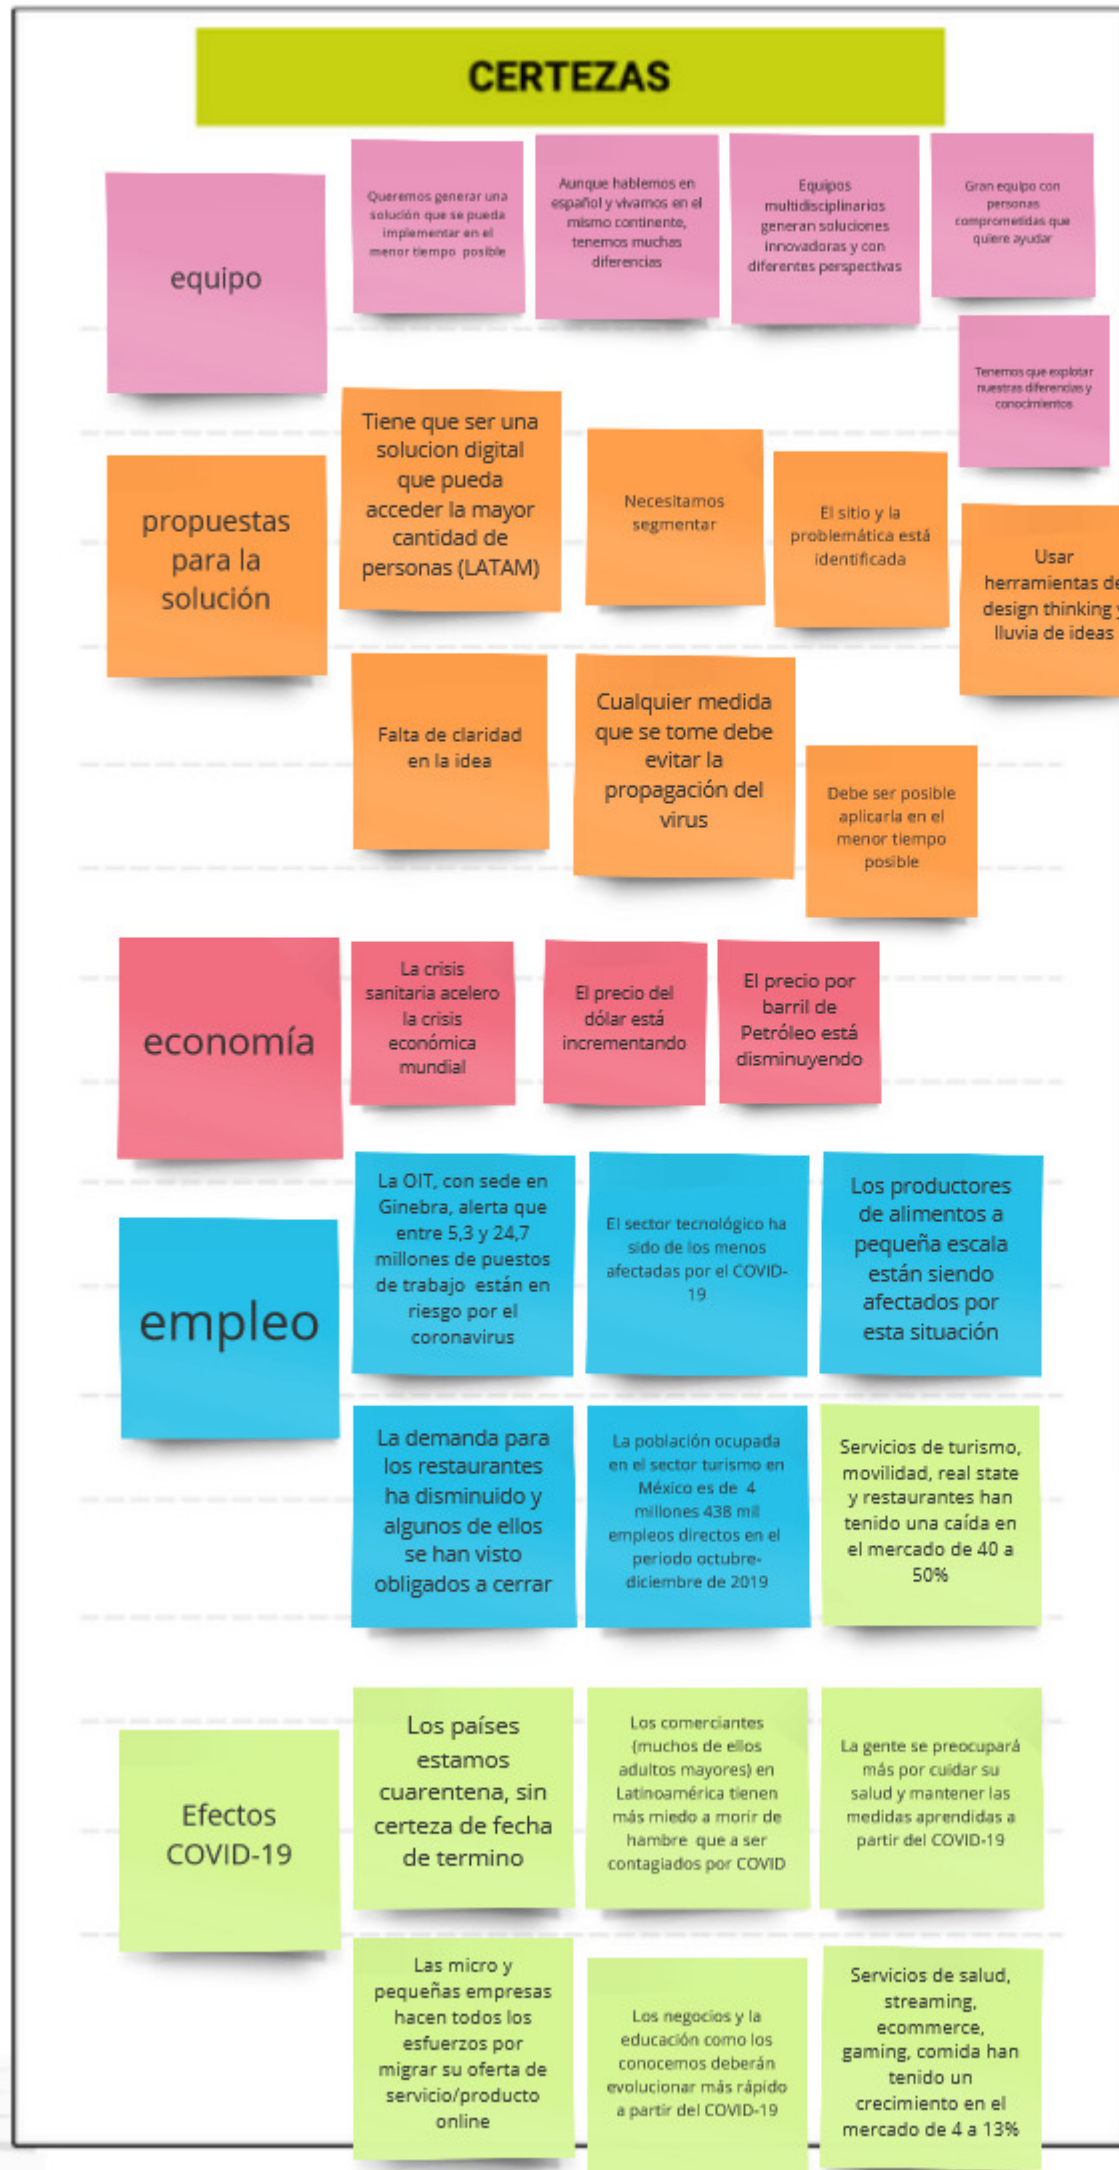 CERTEZAS
equipo
Queremos generar una
solución que se pueda
implementar en el
menor tiempo posible
Aunque hablemos en
español y vivamos en el
mismo continente,
tenemos muchas
diferencias
Equipos
multidisciplinarios
generan soluciones
innovadoras y con
diferentes perspectivas
Gran equipo con
personas
comprometidas que
quiere ayudar
Tenemos que explotar
nuestras diferencias y
conocimientos
propuestas
para la
solución
Tiene que ser una
solucion digital
que pueda
acceder la mayor
cantidad de
personas (LATAM)
Necesitamos
segmentar
El sitio y la
problemática está
identificada
Usar
herramientas de
design thinking y
lluvia de ideas
Falta de claridad
en la idea
Cualquier medida
que se tome debe
evitar la
propagación del
virus
Debe ser posible
aplicarla en el
menor tiempo
posible
economía
La crisis
sanitaria acelero
la crisis
económica
mundial
El precio del
dólar está
incrementando
El precio por
barril de
Petróleo está
disminuyendo
empleo
La OIT, con sede en
Ginebra, alerta que
entre 5,3 y 24,7
millones de puestos
de trabajo están en
riesgo por el
coronavirus
El sector tecnológico ha
sido de los menos
afectadas por el COVID-
19
Los productores
de alimentos a
pequeña escala
están siendo
afectados por
esta situación
La demanda para
los restaurantes
ha disminuido y
algunos de ellos
se han visto
obligados a cerrar
La población ocupada
en el sector turismo en
México es de 4
millones 438 mil
empleos directos en el
periodo octubre-
diciembre de 2019
Servicios de turismo,
movilidad, real state
y restaurantes han
tenido una caída en
el mercado de 40 a
50%
Efectos
COVID-19
Los países
estamos
cuarentena, sin
certeza de fecha
de termino
Los comerciantes
(muchos de ellos
adultos mayores) en
Latinoamérica tienen
más miedo a morir de
hambre que a ser
contagiados por COVID
La gente se preocupará
más por cuidar su
salud y mantener las
medidas aprendidas a
partir del COVID-19
Las micro y
pequeñas empresas
hacen todos los
esfuerzos por
migrar su oferta de
servicio/producto
online
Los negocios y la
educación como los
conocemos deberán
evolucionar más rápido
a partir del COVID-19
Servicios de salud,
streaming,
ecommerce,
gaming, comida han
tenido un
crecimiento en el
mercado de 4 a 13%